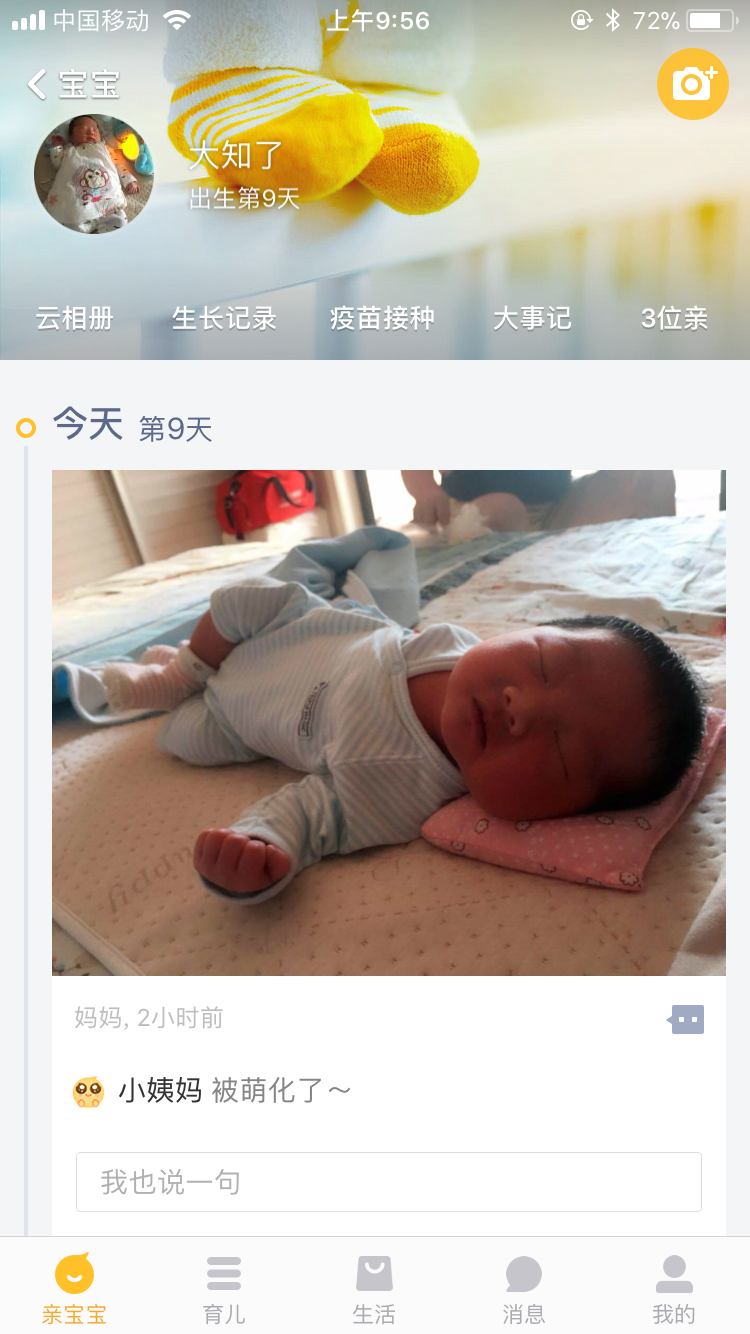 中国移动 上午9:56 72%
宝宝
大知了
出生第9天
云相册 生长记录 疫苗接种 大事记 3位亲
今天 第9天
妈妈, 2小时前
小姨妈 被萌化了～
我也说一句
亲宝宝 育儿 生活 消息 我的